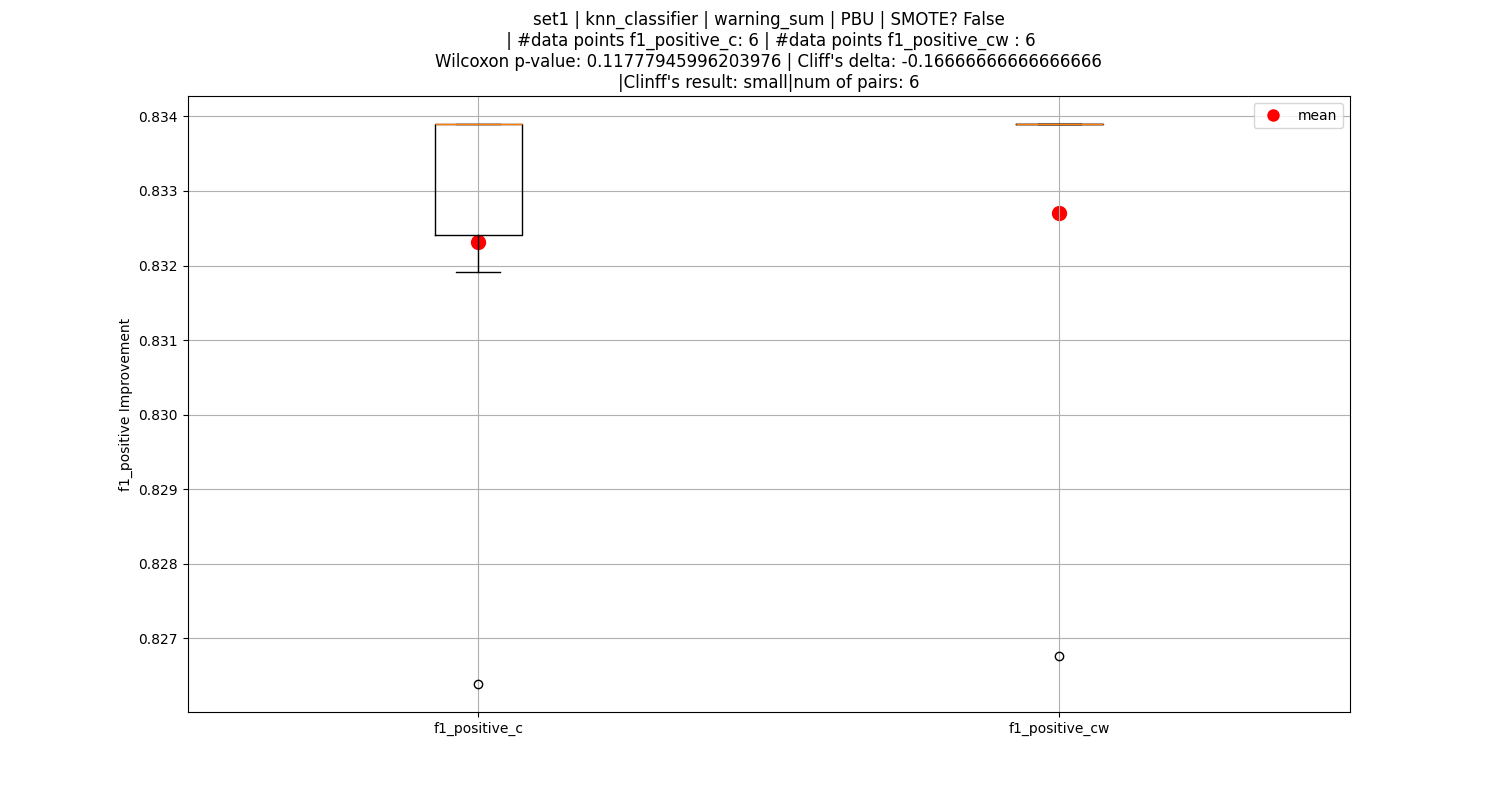 set1 | knn_classifier | warning_sum | PBU | SMOTE? False
| #data points f1_positive_c: 6 | #data points f1_positive_cw : 6
Wilcoxon p-value: 0.11777945996203976 | Cliff's delta: -0.16666666666666666
|Clinff's result: small|num of pairs: 6
mean
0.834
0.833
0.832
0.831
0.830
0.829
0.828
0.827
f1_positive Improvement
f1_positive_c
f1_positive_cw